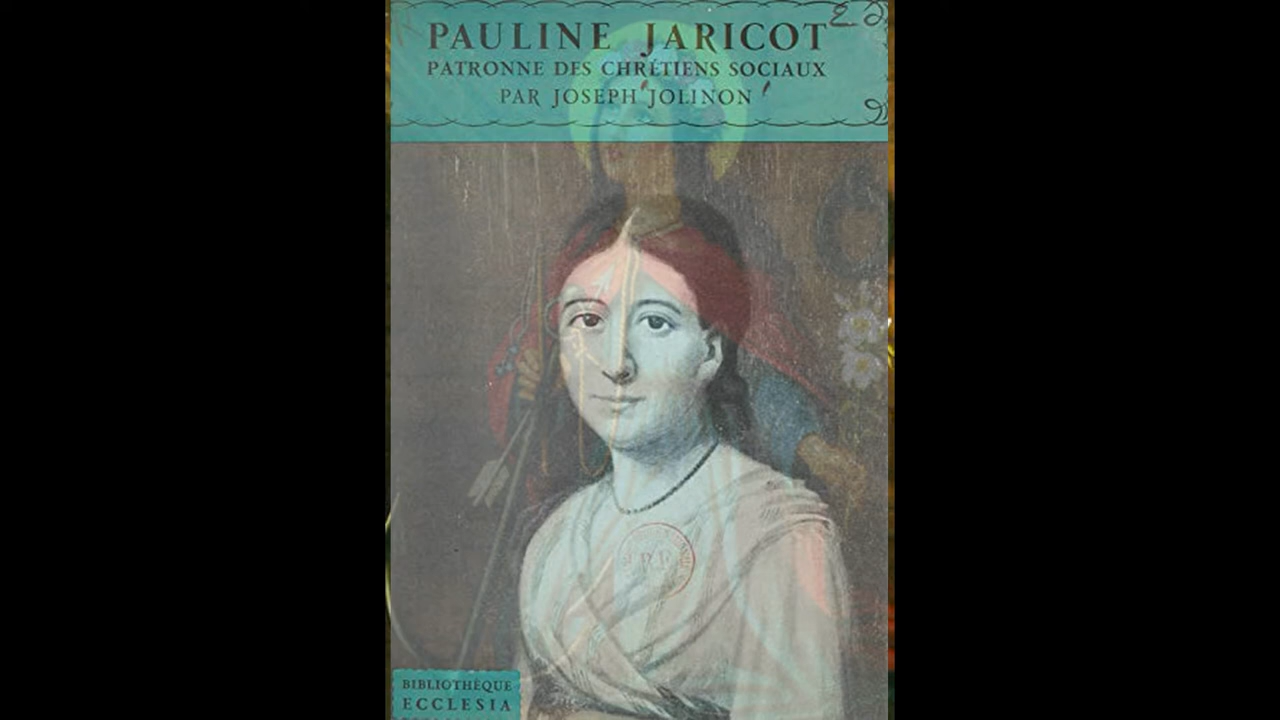 PAULINE JARICOT
PATRONNE DES CHRÉTIENS SOCIAUX
PAR JOSEPH JOLINON
BIBLIOTHÈQUE
ECCLESIA